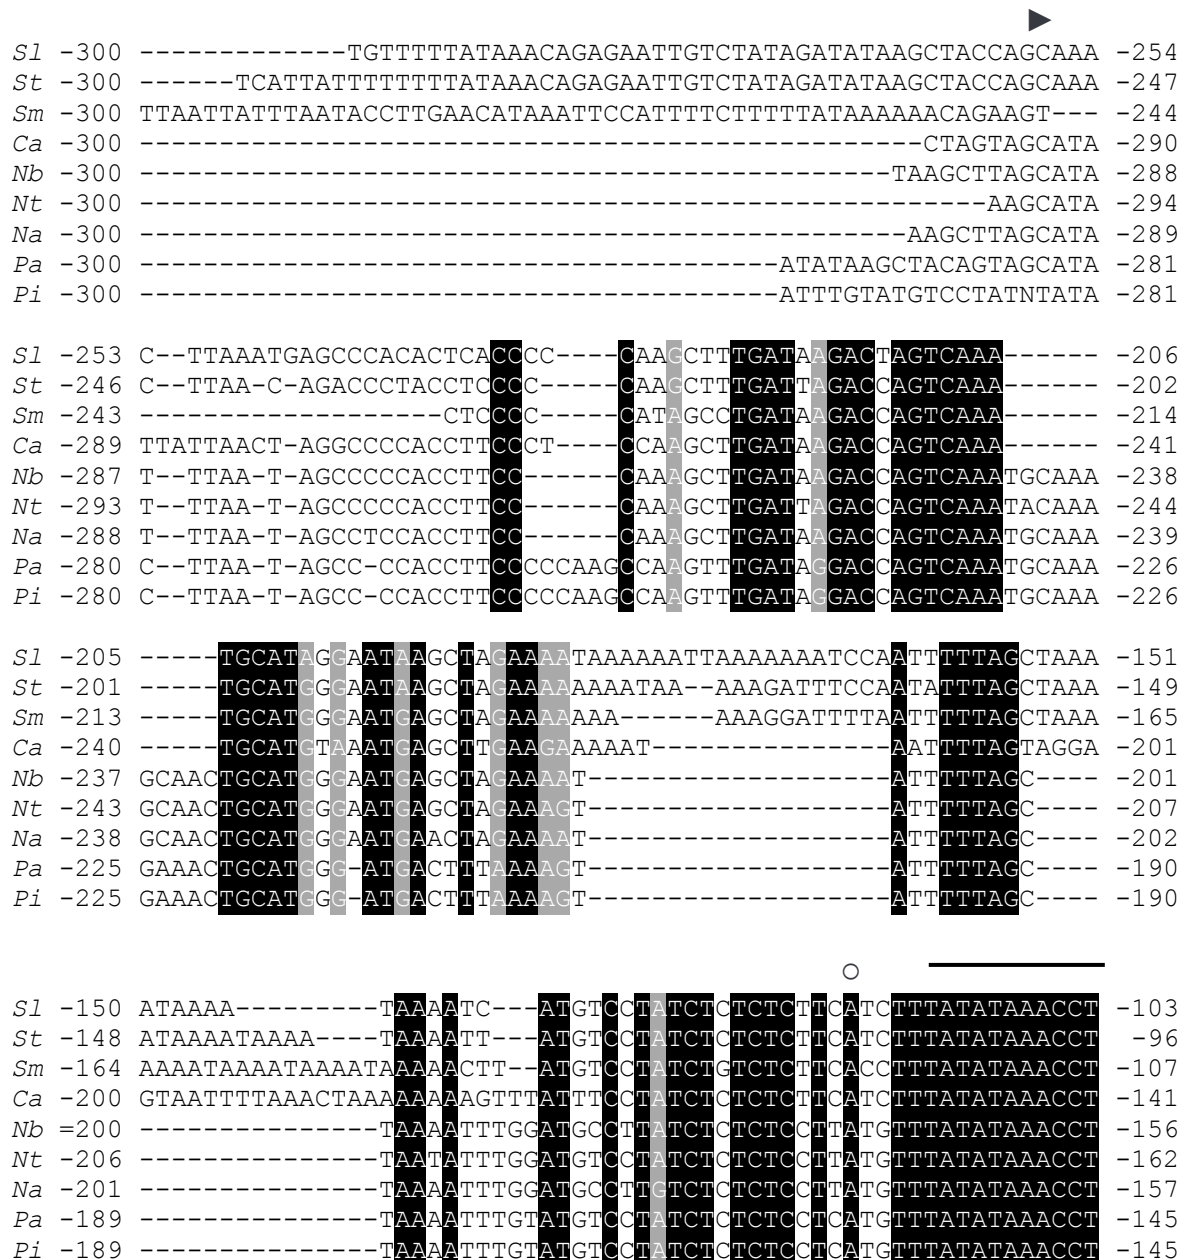 ►
Sl -300 -------------TGTTTTTATAAACAGAGAATTGTCTATAGATATAAGCTACCAGCAAA -254
St -300 ------TCATTATTTTTTTTATAAACAGAGAATTGTCTATAGATATAAGCTACCAGCAAA -247
Sm -300 TTAATTATTTAATACCTTGAACATAAATTCCATTTTCTTTTTATAAAAAACAGAAGT--- -244
Ca -300 -------------------------------------------------CTAGTAGCATA -290
Nb -300 -----------------------------------------------TAAGCTTAGCATA -288
Nt -300 -----------------------------------------------------AAGCATA -294
Na -300 ------------------------------------------------AAGCTTAGCATA -289
Pa -300 ----------------------------------------ATATAAGCTACAGTAGCATA -281
Pi -300 ----------------------------------------ATTTGTATGTCCTATNTATA -281
Sl -253 C--TTAAATGAGCCCACACTCACCCC----CAAGCTTTGATAAGACTAGTCAAA------ -206
St -246 C--TTAA-C-AGACCCTACCTCCCC-----CAAGCTTTGATTAGACCAGTCAAA------ -202
Sm -243 -------------------CTCCCC-----CATAGCCTGATAAGACCAGTCAAA------ -214
Ca -289 TTATTAACT-AGGCCCCACCTTCCCT----CCAAGCTTGATAAGACCAGTCAAA------ -241
Nb -287 T--TTAA-T-AGCCCCCACCTTCC------CAAAGCTTGATAAGACCAGTCAAATGCAAA -238
Nt -293 T--TTAA-T-AGCCCCCACCTTCC------CAAAGCTTGATTAGACCAGTCAAATACAAA -244
Na -288 T--TTAA-T-AGCCTCCACCTTCC------CAAAGCTTGATAAGACCAGTCAAATGCAAA -239
Pa -280 C--TTAA-T-AGCC-CCACCTTCCCCCAAGCCAAGTTTGATAGGACCAGTCAAATGCAAA -226
Pi -280 C--TTAA-T-AGCC-CCACCTTCCCCCAAGCCAAGTTTGATAGGACCAGTCAAATGCAAA -226
Sl -205 -----TGCATAGGAATAAGCTAGAAAATAAAAAATTAAAAAAATCCAATTTTTAGCTAAA -151
St -201 -----TGCATGGGAATAAGCTAGAAAAAAAATAA--AAAGATTTCCAATATTTAGCTAAA -149
Sm -213 -----TGCATGGGAATGAGCTAGAAAAAAA------AAAGGATTTTAATTTTTAGCTAAA -165
Ca -240 -----TGCATGTAAATGAGCTTGAAGAAAAAT---------------AATTTTAGTAGGA -201
Nb -237 GCAACTGCATGGGAATGAGCTAGAAAAT-------------------ATTTTTAGC---- -201
Nt -243 GCAACTGCATGGGAATGAGCTAGAAAGT-------------------ATTTTTAGC---- -207
Na -238 GCAACTGCATGGGAATGAACTAGAAAAT-------------------ATTTTTAGC---- -202
Pa -225 GAAACTGCATGGG-ATGACTTTAAAAGT-------------------ATTTTTAGC---- -190
Pi -225 GAAACTGCATGGG-ATGACTTTAAAAGT-------------------ATTTTTAGC---- -190
○
Sl -150 ATAAAA---------TAAAATC---ATGTCCTATCTCTCTCTTCATCTTTATATAAACCT -103
St -148 ATAAAATAAAA----TAAAATT---ATGTCCTATCTCTCTCTTCATCTTTATATAAACCT -96
Sm -164 AAAATAAAATAAAATAAAAACTT--ATGTCCTATCTGTCTCTTCACCTTTATATAAACCT -107
Ca -200 GTAATTTTAAACTAAAAAAAAGTTTATTTCCTATCTCTCTCTTCATCTTTATATAAACCT -141
Nb =200 ---------------TAAAATTTGGATGCCTTATCTCTCTCCTTATGTTTATATAAACCT -156
Nt -206 ---------------TAATATTTGGATGTCCTATCTCTCTCCTTATGTTTATATAAACCT -162
Na -201 ---------------TAAAATTTGGATGCCTTGTCTCTCTCCTTATGTTTATATAAACCT -157
Pa -189 ---------------TAAAATTTGTATGTCCTATCTCTCTCCTCATGTTTATATAAACCT -145
Pi -189 ---------------TAAAATTTGTATGTCCTATCTCTCTCCTCATGTTTATATAAACCT -145